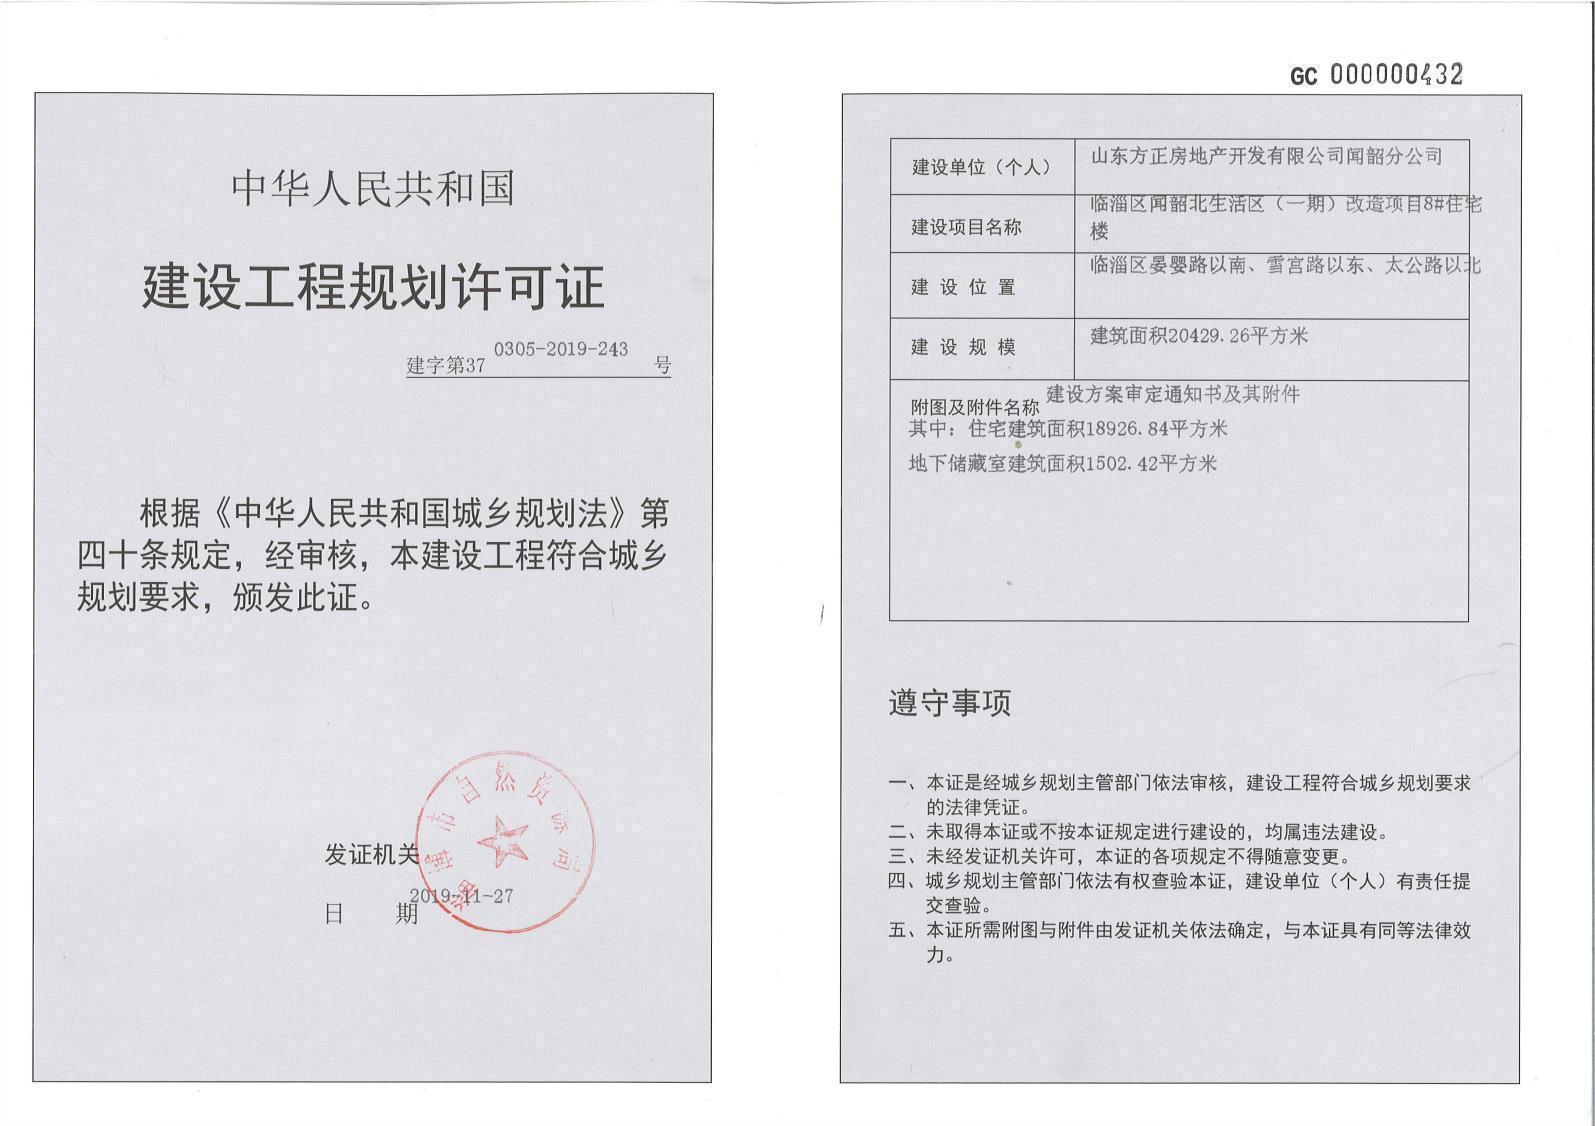 GC 000000432
中华人民共和国
建设工程规划许可证
建字第37 0305-2019-243 号
根据《中华人民共和国城乡规划法》第
四十条规定，经审核，本建设工程符合城乡
规划要求，颁发此证。
淄博市自然资源局
发证机关
日期 2019-11-27
建设单位（个人） 山东方正房地产开发有限公司闻韶分公司
建设项目名称 临淄区闻韶北生活区（一期）改造项目8#住宅
楼
建设位置 临淄区晏婴路以南、雪宫路以东、太公路以北
建设规模 建筑面积20429.26平方米
附图及附件名称 建设方案审定通知书及其附件
其中：住宅建筑面积18926.84平方米
地下储藏室建筑面积1502.42平方米
遵守事项
一、本证是经城乡规划主管部门依法审核，建设工程符合城乡规划要求
的法律凭证。
二、未取得本证或不按本证规定进行建设的，均属违法建设。
三、未经发证机关许可，本证的各项规定不得随意变更。
四、城乡规划主管部门依法有权查验本证，建设单位（个人）有责任提
交查验。
五、本证所需附图与附件由发证机关依法确定，与本证具有同等法律效
力。